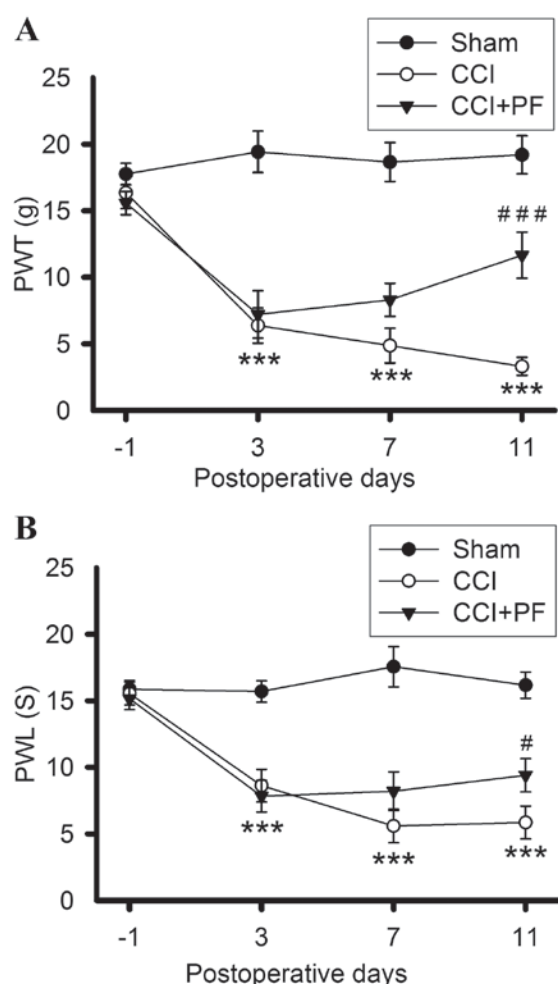 A
Sham
CCI
CCI+PF
25
20
15
10
5
0
PWT (g)
###
***
***
***
-1
3
7
11
Postoperative days
B
Sham
CCI
CCI+PF
25
20
15
10
5
0
PWL (S)
#
***
***
***
-1
3
7
11
Postoperative days